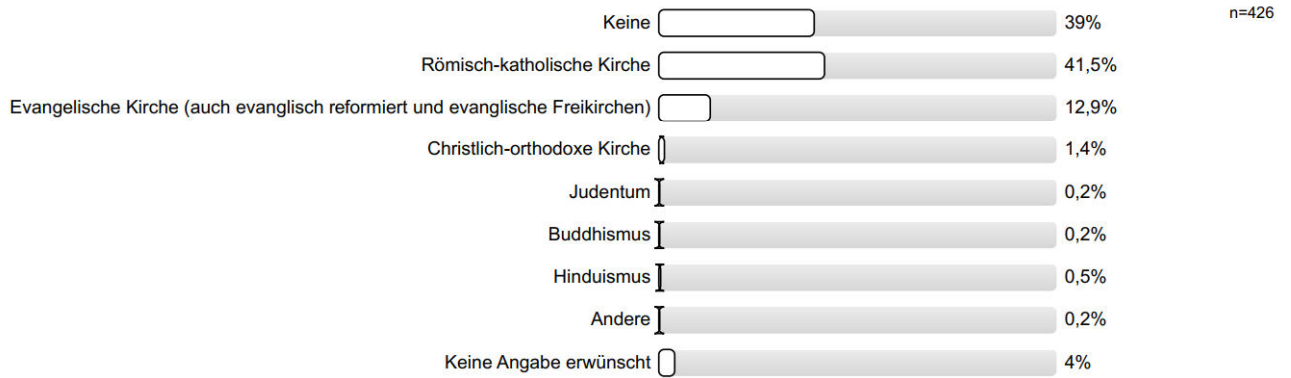 Keine 39% n=426
Römisch-katholische Kirche 41,5%
Evangelische Kirche (auch evanglisch reformiert und evanglische Freikirchen) 12,9%
Christlich-orthodoxe Kirche 1,4%
Judentum 0,2%
Buddhismus 0,2%
Hinduismus 0,5%
Andere 0,2%
Keine Angabe erwünscht 4%